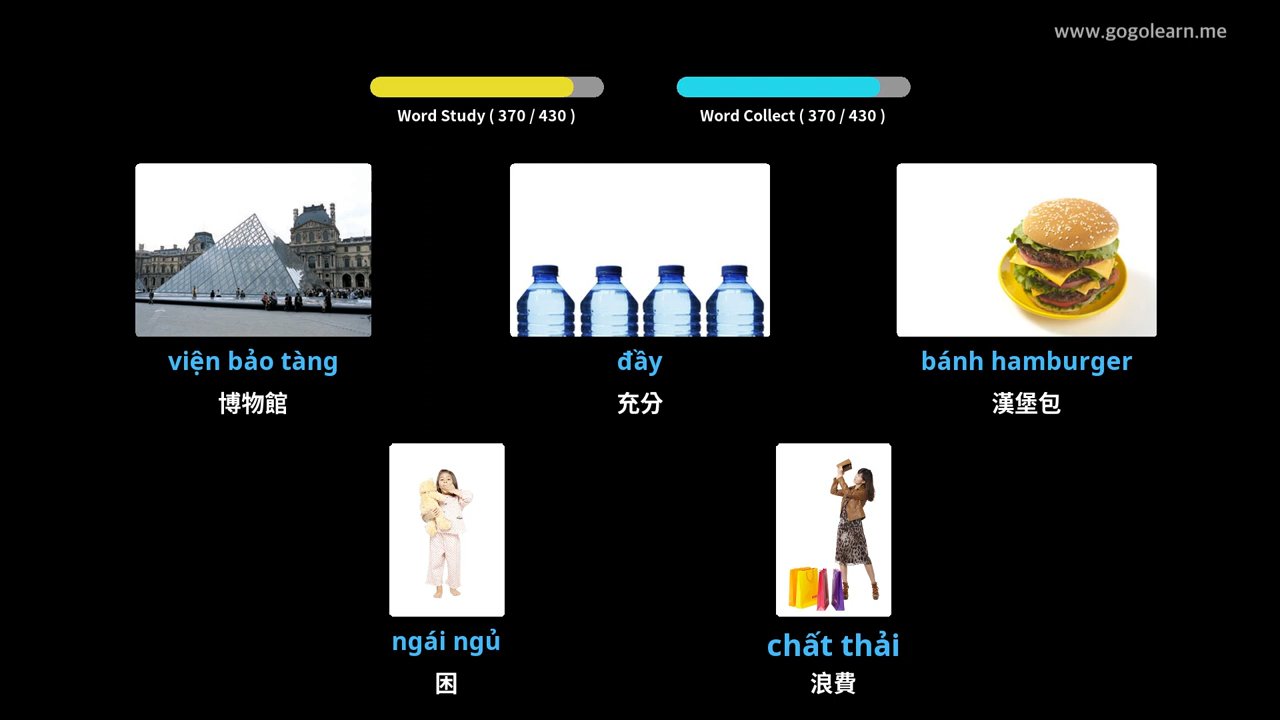 www.gogolearn.me
Word Study ( 370 / 430 )
Word Collect ( 370 / 430 )
viện bảo tàng
博物館
đầy
充分
bánh hamburger
漢堡包
ngái ngủ
困
chất thải
浪費